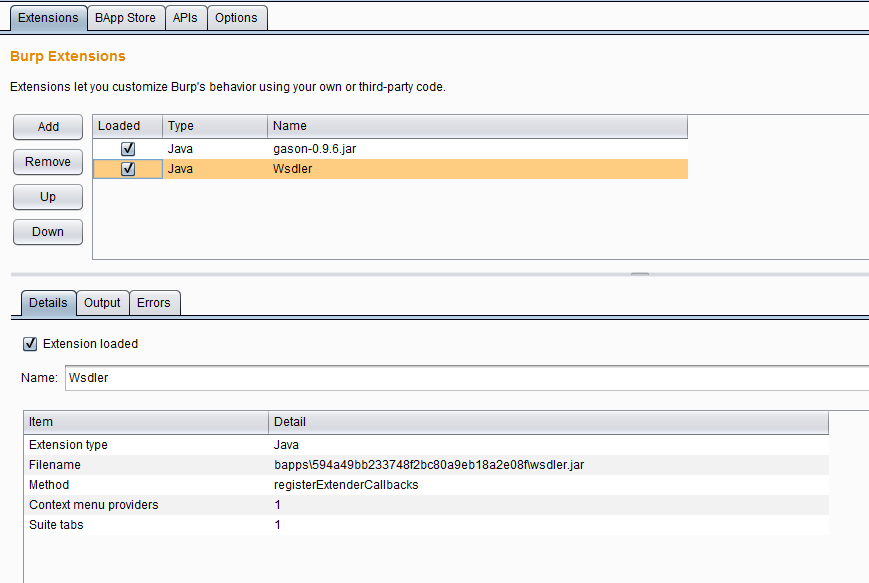 Extensions BApp Store APIs Options
Burp Extensions
Extensions let you customize Burp's behavior using your own or third-party code.
Add
Remove
Up
Down
Loaded Type Name
Java gason-0.9.6.jar
Java Wsdler
Details Output Errors
Extension loaded
Name: Wsdler
Item Detail
Extension type Java
Filename bapps\594a49bb233748f2bc80a9eb18a2e08f\wsdler.jar
Method registerExtenderCallbacks
Context menu providers 1
Suite tabs 1